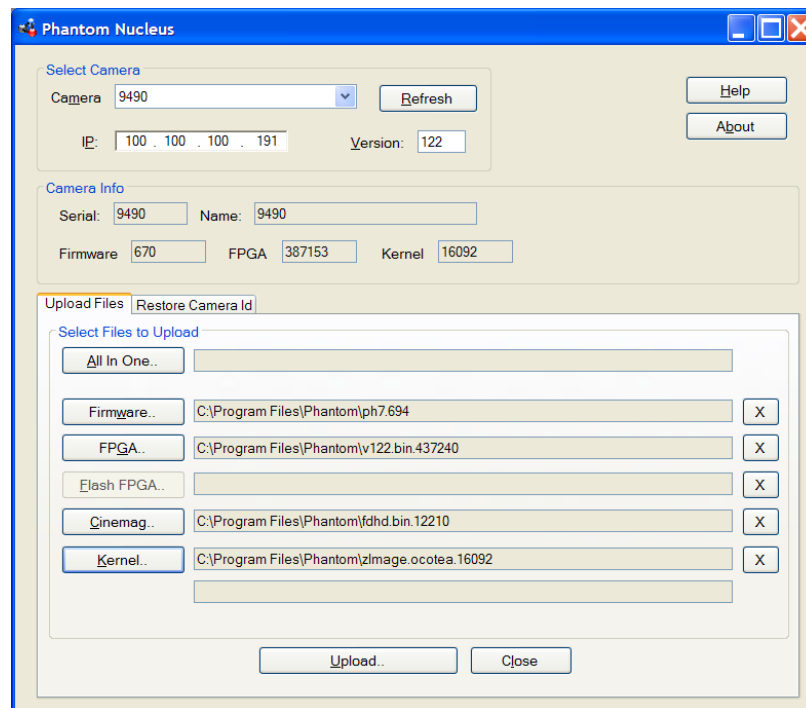 Phantom Nucleus
Select Camera
Camera 9490 Refresh Help
IP: 100 . 100 . 100 . 191 Version: 122 About
Camera Info
Serial: 9490 Name: 9490
Firmware 670 FPGA 387153 Kernel 16092
Upload Files Restore Camera Id
Select Files to Upload
All In One..
Firmware.. C:\Program Files\Phantom\ph7.694 X
FPGA.. C:\Program Files\Phantom\v122.bin.437240 X
Flash FPGA.. X
Cinemag.. C:\Program Files\Phantom\fdhd.bin.12210 X
Kernel.. C:\Program Files\Phantom\zImage.ocotea.16092 X
Upload.. Close